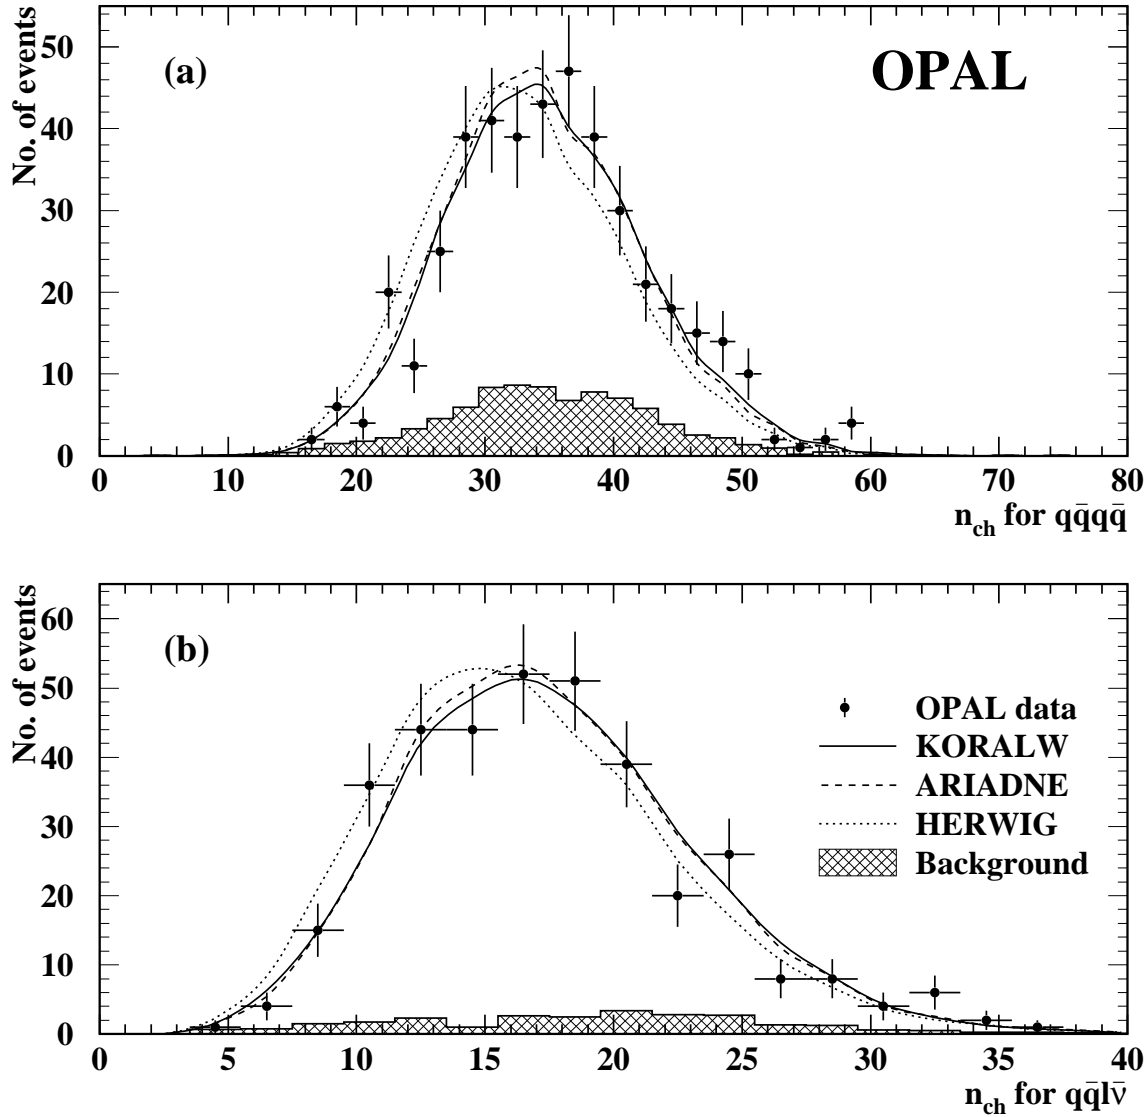 No. of events
(a)
OPAL
50
40
30
20
10
0
0 10 20 30 40 50 60 70 80
n_ch for qq̄qq̄
No. of events
(b)
60
50
40
30
20
10
0
OPAL data
KORALW
ARIADNE
HERWIG
Background
0 5 10 15 20 25 30 35 40
n_ch for qq̄lν̄